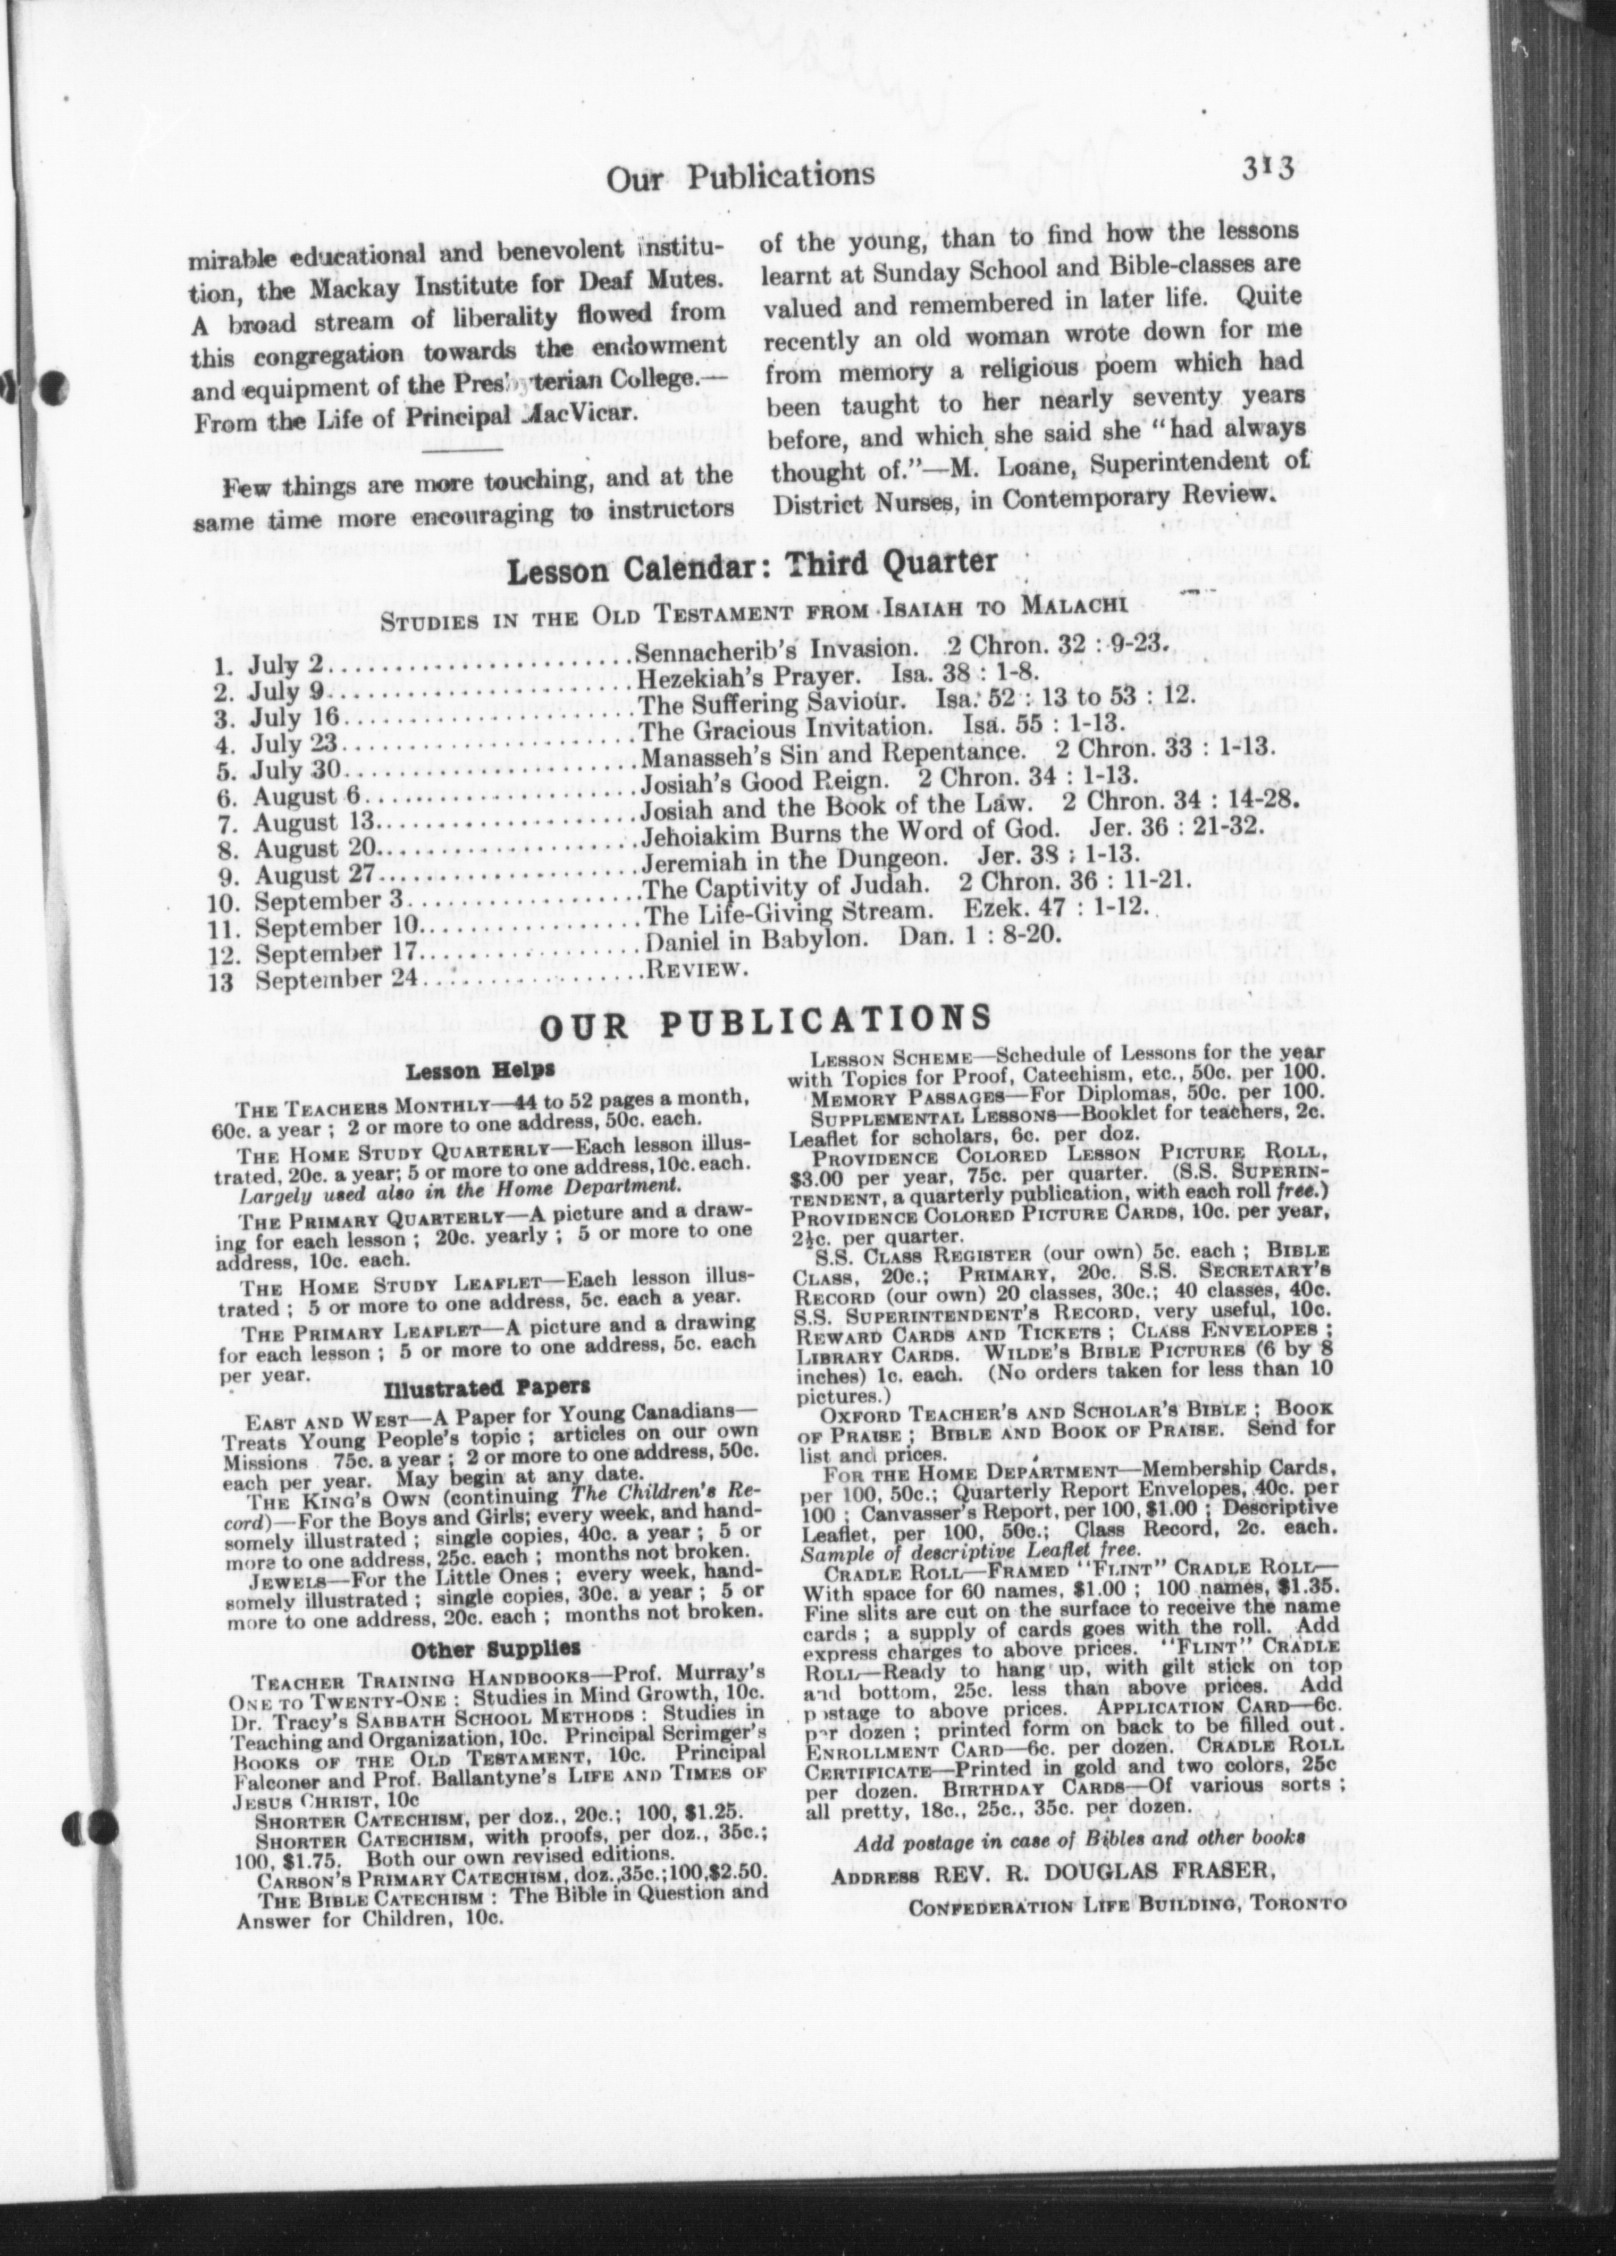 Our Publications 313
mirable educational and benevolent institu-
tion, the Mackay Institute for Deaf Mutes.
A broad stream of liberality flowed from
this congregation towards the endowment
and equipment of the Pres' terian College.—
From the Life of Principal MacVicar.
Few things are more touching, and at the
same time more encouraging to instructors
of the young, than to find how the lessons
learnt at Sunday School and Bible-classes are
valued and remembered in later life. Quite
recently an old woman wrote down for me
from memory a religious poem which had
been taught to her nearly seventy years
before, and which she said she "had always
thought of."—M. Loane, Superintendent of
District Nurses, in Contemporary Review.
Lesson Calendar: Third Quarter
STUDIES IN THE OLD TESTAMENT FROM ISAIAH TO MALACHI
1. July 2........................Sennacherib's Invasion. 2 Chron. 32 : 9-23.
2. July 9........................Hezekiah's Prayer. Isa. 38 : 1-8.
3. July 16.......................The Suffering Saviour. Isa. 52 : 13 to 53 : 12.
4. July 23.......................The Gracious Invitation. Isa. 55 : 1-13.
5. July 30.......................Manasseh's Sin and Repentance. 2 Chron. 33 : 1-13.
6. August 6......................Josiah's Good Reign. 2 Chron. 34 : 1-13.
7. August 13.....................Josiah and the Book of the Law. 2 Chron. 34 : 14-28.
8. August 20.....................Jehoiakim Burns the Word of God. Jer. 36 : 21-32.
9. August 27.....................Jeremiah in the Dungeon. Jer. 38 : 1-13.
10. September 3...................The Captivity of Judah. 2 Chron. 36 : 11-21.
11. September 10..................The Life-Giving Stream. Ezek. 47 : 1-12.
12. September 17..................Daniel in Babylon. Dan. 1 : 8-20.
13 September 24..................REVIEW.
OUR PUBLICATIONS
Lesson Helps
THE TEACHERS MONTHLY—44 to 52 pages a month,
60c. a year ; 2 or more to one address, 50c. each.
THE HOME STUDY QUARTERLY—Each lesson illus-
trated, 20c. a year; 5 or more to one address, 10c. each.
Largely used also in the Home Department.
THE PRIMARY QUARTERLY—A picture and a draw-
ing for each lesson ; 20c. yearly ; 5 or more to one
address, 10c. each.
THE HOME STUDY LEAFLET—Each lesson illus-
trated ; 5 or more to one address, 5c. each a year.
THE PRIMARY LEAFLET—A picture and a drawing
for each lesson ; 5 or more to one address, 5c. each
per year.
Illustrated Papers
EAST AND WEST—A Paper for Young Canadians—
Treats Young People's topic ; articles on our own
Missions 75c. a year ; 2 or more to one address, 50c.
each per year. May begin at any date.
THE KING'S OWN (continuing The Children's Re-
cord)—For the Boys and Girls; every week, and hand-
somely illustrated ; single copies, 40c. a year ; 5 or
more to one address, 25c. each ; months not broken.
JEWELS—For the Little Ones ; every week, hand-
somely illustrated ; single copies, 30c. a year ; 5 or
more to one address, 20c. each ; months not broken.
Other Supplies
TEACHER TRAINING HANDBOOKS—Prof. Murray's
ONE TO TWENTY-ONE : Studies in Mind Growth, 10c.
Dr. Tracy's SABBATH SCHOOL METHODS : Studies in
Teaching and Organization, 10c. Principal Scrimger's
BOOKS OF THE OLD TESTAMENT, 10c. Principal
Falconer and Prof. Ballantyne's LIFE AND TIMES OF
JESUS CHRIST, 10c
SHORTER CATECHISM, per doz., 20c.; 100, $1.25.
SHORTER CATECHISM, with proofs, per doz., 35c.;
100, $1.75. Both our own revised editions.
CARSON'S PRIMARY CATECHISM, doz.,35c.;100,$2.50.
THE BIBLE CATECHISM : The Bible in Question and
Answer for Children, 10c.
LESSON SCHEME—Schedule of Lessons for the year
with Topics for Proof, Catechism, etc., 50c. per 100.
MEMORY PASSAGES—For Diplomas, 50c. per 100.
SUPPLEMENTAL LESSONS—Booklet for teachers, 2c.
Leaflet for scholars, 6c. per doz.
PROVIDENCE COLORED LESSON PICTURE ROLL,
$3.00 per year, 75c. per quarter. (S.S. SUPERIN-
TENDENT, a quarterly publication, with each roll free.)
PROVIDENCE COLORED PICTURE CARDS, 10c. per year,
2½c. per quarter.
S.S. CLASS REGISTER (our own) 5c. each ; BIBLE
CLASS, 20c.; PRIMARY, 20c. S.S. SECRETARY'S
RECORD (our own) 20 classes, 30c.; 40 classes, 40c.
S.S. SUPERINTENDENT'S RECORD, very useful, 10c.
REWARD CARDS AND TICKETS ; CLASS ENVELOPES ;
LIBRARY CARDS. WILDE'S BIBLE PICTURES (6 by 8
inches) 1c. each. (No orders taken for less than 10
pictures.)
OXFORD TEACHER'S AND SCHOLAR'S BIBLE ; BOOK
OF PRAISE ; BIBLE AND BOOK OF PRAISE. Send for
list and prices.
FOR THE HOME DEPARTMENT—Membership Cards,
per 100, 50c.; Quarterly Report Envelopes, 40c. per
100 ; Canvasser's Report, per 100, $1.00 ; Descriptive
Leaflet, per 100, 50c.; Class Record, 2c. each.
Sample of descriptive Leaflet free.
CRADLE ROLL—FRAMED "FLINT" CRADLE ROLL—
With space for 60 names, $1.00 ; 100 names, $1.35.
Fine slits are cut on the surface to receive the name
cards ; a supply of cards goes with the roll. Add
express charges to above prices. "FLINT" CRADLE
ROLL—Ready to hang up, with gilt stick on top
and bottom, 25c. less than above prices. Add
postage to above prices. APPLICATION CARD—6c.
per dozen ; printed form on back to be filled out.
ENROLLMENT CARD—6c. per dozen. CRADLE ROLL
CERTIFICATE—Printed in gold and two colors, 25c
per dozen. BIRTHDAY CARDS—Of various sorts ;
all pretty, 18c., 25c., 35c. per dozen.
Add postage in case of Bibles and other books
ADDRESS REV. R. DOUGLAS FRASER,
CONFEDERATION LIFE BUILDING, TORONTO